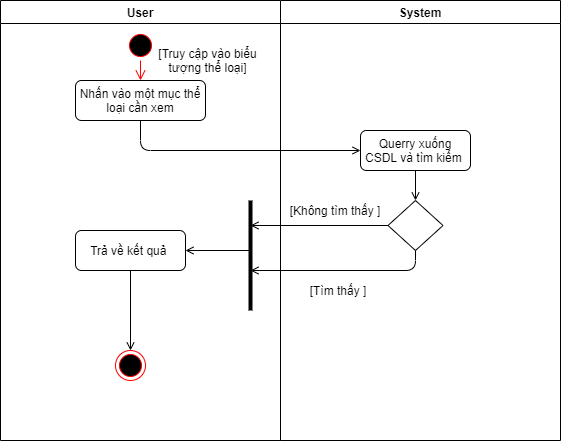 User
System
[Truy cập vào biểu
tượng thể loại]
Nhấn vào một mục thể
loại cần xem
Querry xuống
CSDL và tìm kiếm
[Không tìm thấy ]
Trả về kết quả
[Tìm thấy ]